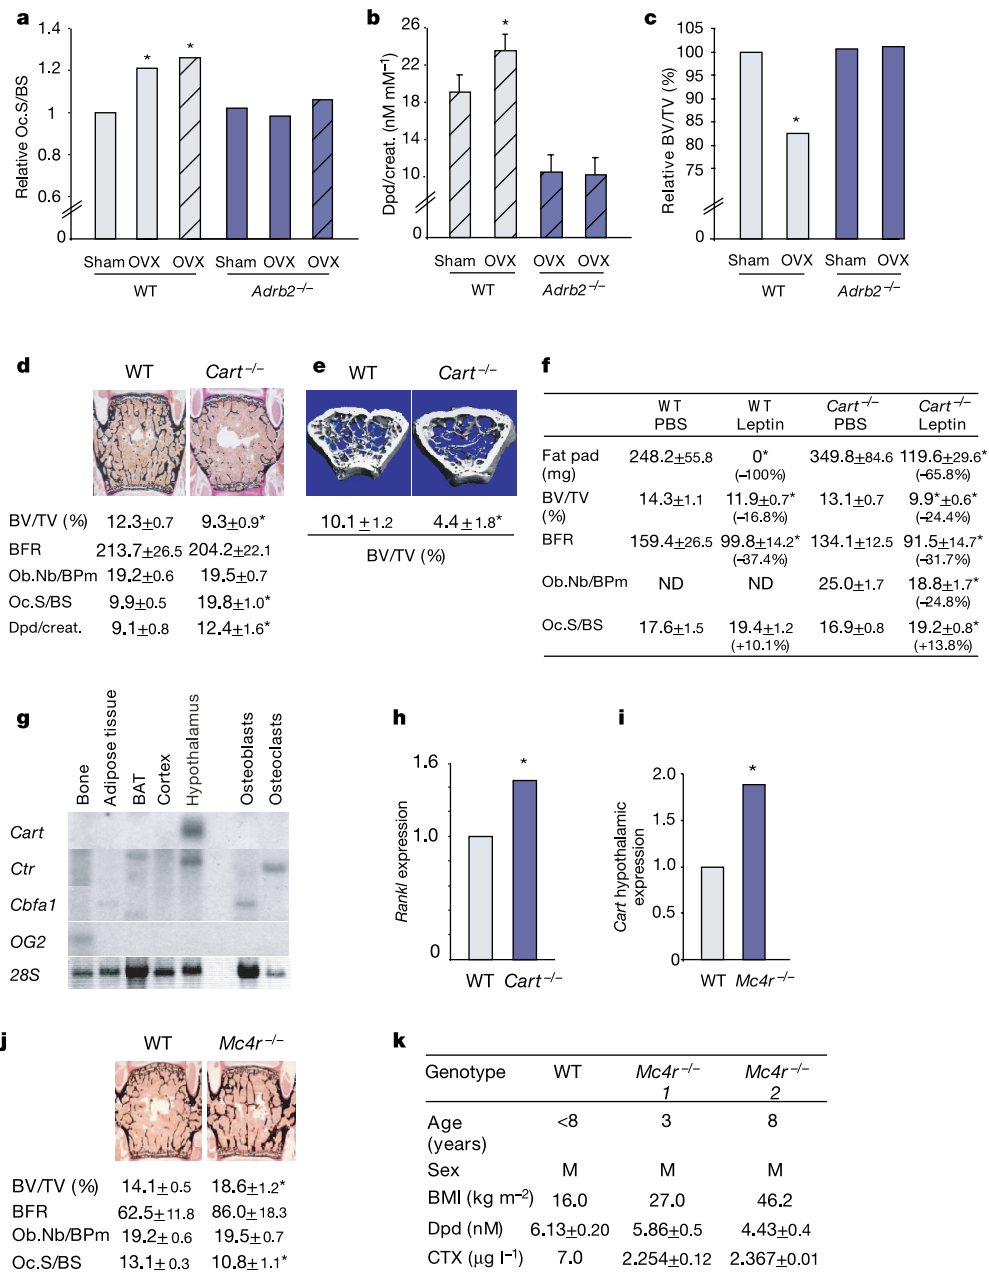 a
Relative Oc.S/BS
1.4
1.2
1
0.8
0.6
0
*
*
Sham OVX OVX Sham OVX OVX
WT Adrb2−/−
b
Dpd/creat. (nM mM−1)
26
22
18
14
10
0
*
Sham OVX OVX OVX
WT Adrb2−/−
c
Relative BV/TV (%)
105
100
95
90
85
80
75
0
*
Sham OVX Sham OVX
WT Adrb2−/−
d
WT Cart−/−
BV/TV (%) 12.3±0.7 9.3±0.9*
BFR 213.7±26.5 204.2±22.1
Ob.Nb/BPm 19.2±0.6 19.5±0.7
Oc.S/BS 9.9±0.5 19.8±1.0*
Dpd/creat. 9.1±0.8 12.4±1.6*
e
WT Cart−/−
10.1±1.2 4.4±1.8*
BV/TV (%)
f
WT WT Cart−/− Cart−/−
PBS Leptin PBS Leptin
Fat pad 248.2±55.8 0* 349.8±84.6 119.6±29.6*
(mg) (−100%) (−65.8%)
BV/TV 14.3±1.1 11.9±0.7* 13.1±0.7 9.9*±0.6*
(%) (−16.8%) (−24.4%)
BFR 159.4±26.5 99.8±14.2* 134.1±12.5 91.5±14.7*
(−37.4%) (−31.7%)
Ob.Nb/BPm ND ND 25.0±1.7 18.8±1.7*
(−24.8%)
Oc.S/BS 17.6±1.5 19.4±1.2 16.9±0.8 19.2±0.8*
(+10.1%) (+13.8%)
g
Bone
Adipose tissue
BAT
Cortex
Hypothalamus
Osteoblasts
Osteoclasts
Cart
Ctr
Cbfa1
OG2
28S
h
Rankl expression
1.6
1.0
0
*
WT Cart−/−
i
Cart hypothalamic
expression
2.0
1.0
0.5
0
*
WT Mc4r−/−
j
WT Mc4r−/−
BV/TV (%) 14.1±0.5 18.6±1.2*
BFR 62.5±11.8 86.0±18.3
Ob.Nb/BPm 19.2±0.6 19.5±0.7
Oc.S/BS 13.1±0.3 10.8±1.1*
k
Genotype WT Mc4r−/− Mc4r−/−
1 2
Age <8 3 8
(years)
Sex M M M
BMI (kg m−2) 16.0 27.0 46.2
Dpd (nM) 6.13±0.20 5.86±0.5 4.43±0.4
CTX (μg l−1) 7.0 2.254±0.12 2.367±0.01